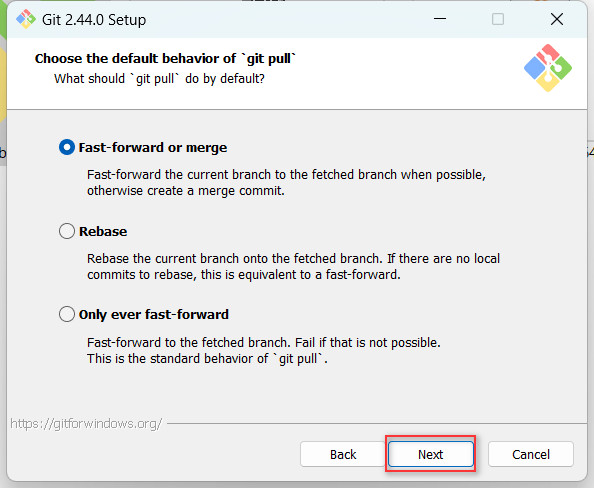 Git 2.44.0 Setup
Choose the default behavior of `git pull`
What should `git pull` do by default?
Fast-forward or merge
Fast-forward the current branch to the fetched branch when possible,
otherwise create a merge commit.
Rebase
Rebase the current branch onto the fetched branch. If there are no local
commits to rebase, this is equivalent to a fast-forward.
Only ever fast-forward
Fast-forward to the fetched branch. Fail if that is not possible.
This is the standard behavior of `git pull`.
https://gitforwindows.org/
Back
Next
Cancel